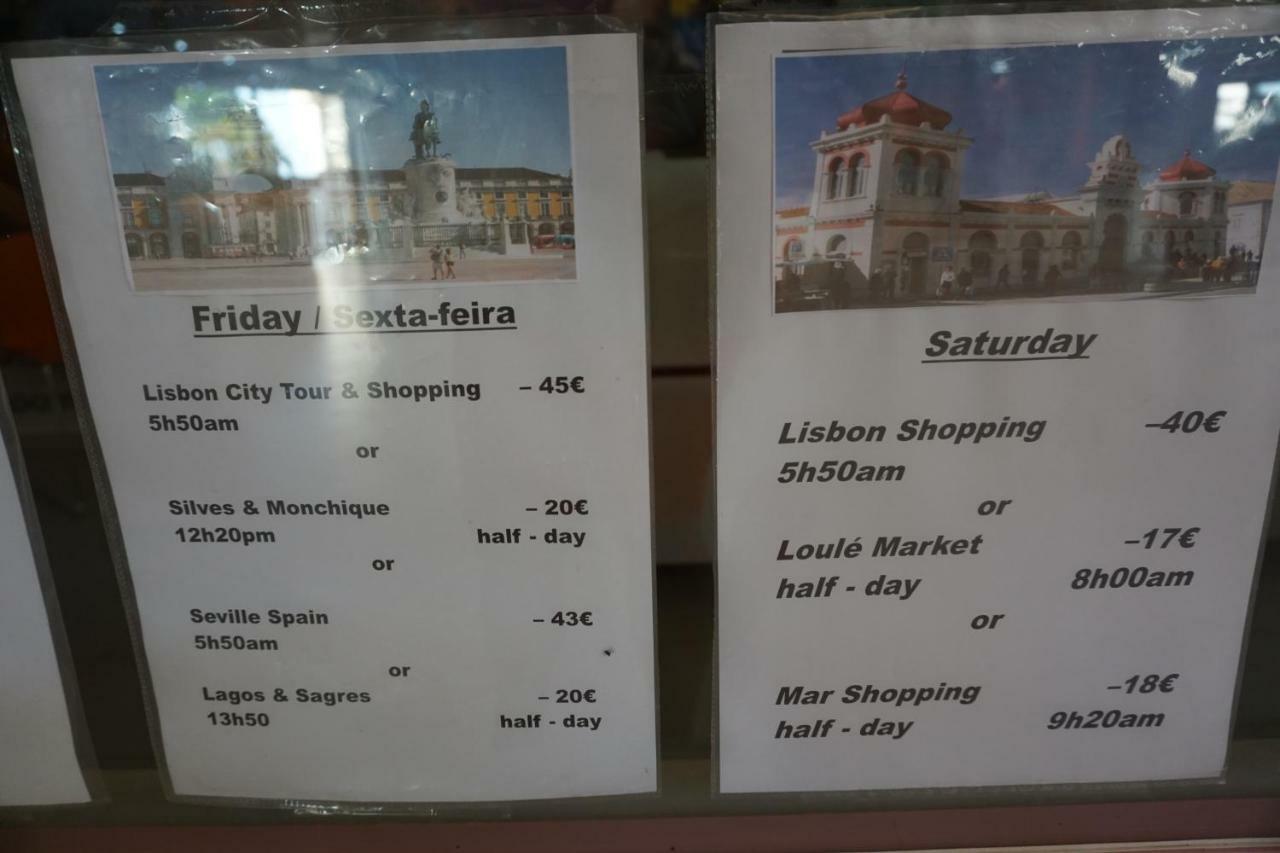 Friday / Sexta-feira
Lisbon City Tour & Shopping – 45€
5h50am
or
Silves & Monchique – 20€
12h20pm half - day
or
Seville Spain – 43€
5h50am
or
Lagos & Sagres – 20€
13h50 half - day
Saturday
Lisbon Shopping –40€
5h50am
or
Loulé Market –17€
half - day 8h00am
or
Mar Shopping –18€
half - day 9h20am